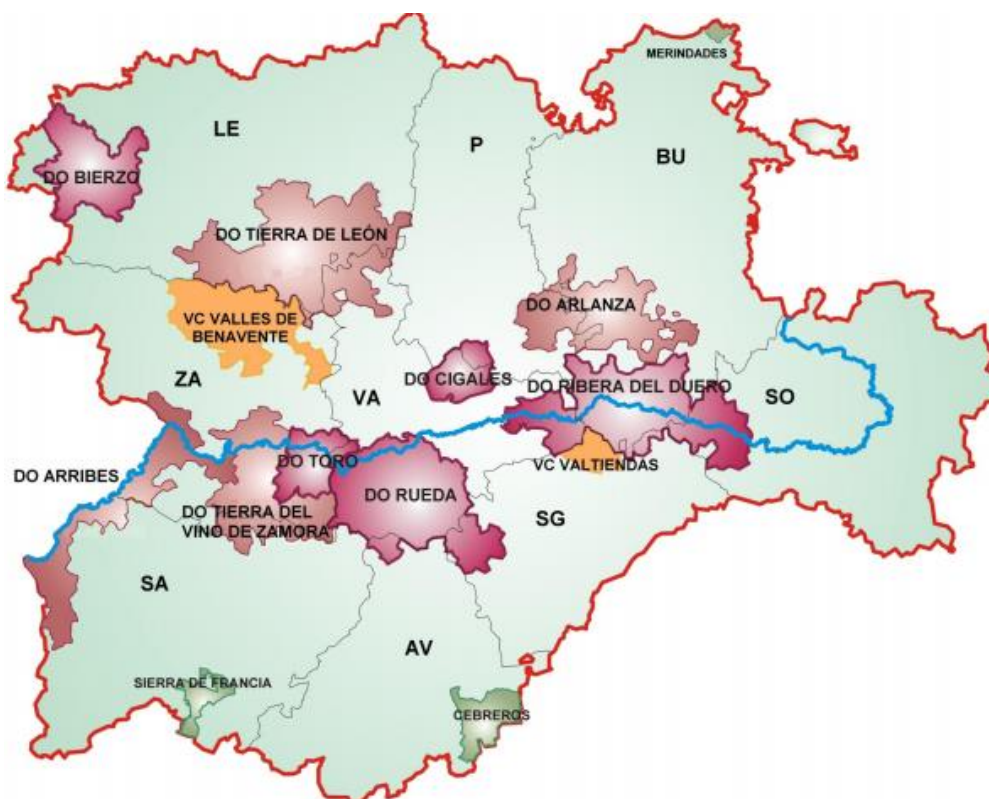 MERINDADES
LE
P
BU
DO BIERZO
DO TIERRA DE LEÓN
DO ARLANZA
VC VALLES DE
BENAVENTE
ZA
VA
DO CIGALES
DO RIBERA DEL DUERO
SO
DO ARRIBES
DO TORO
DO RUEDA
VC VALTIENDAS
DO TIERRA DEL
VINO DE ZAMORA
SG
SA
AV
SIERRA DE FRANCIA
CEBREROS